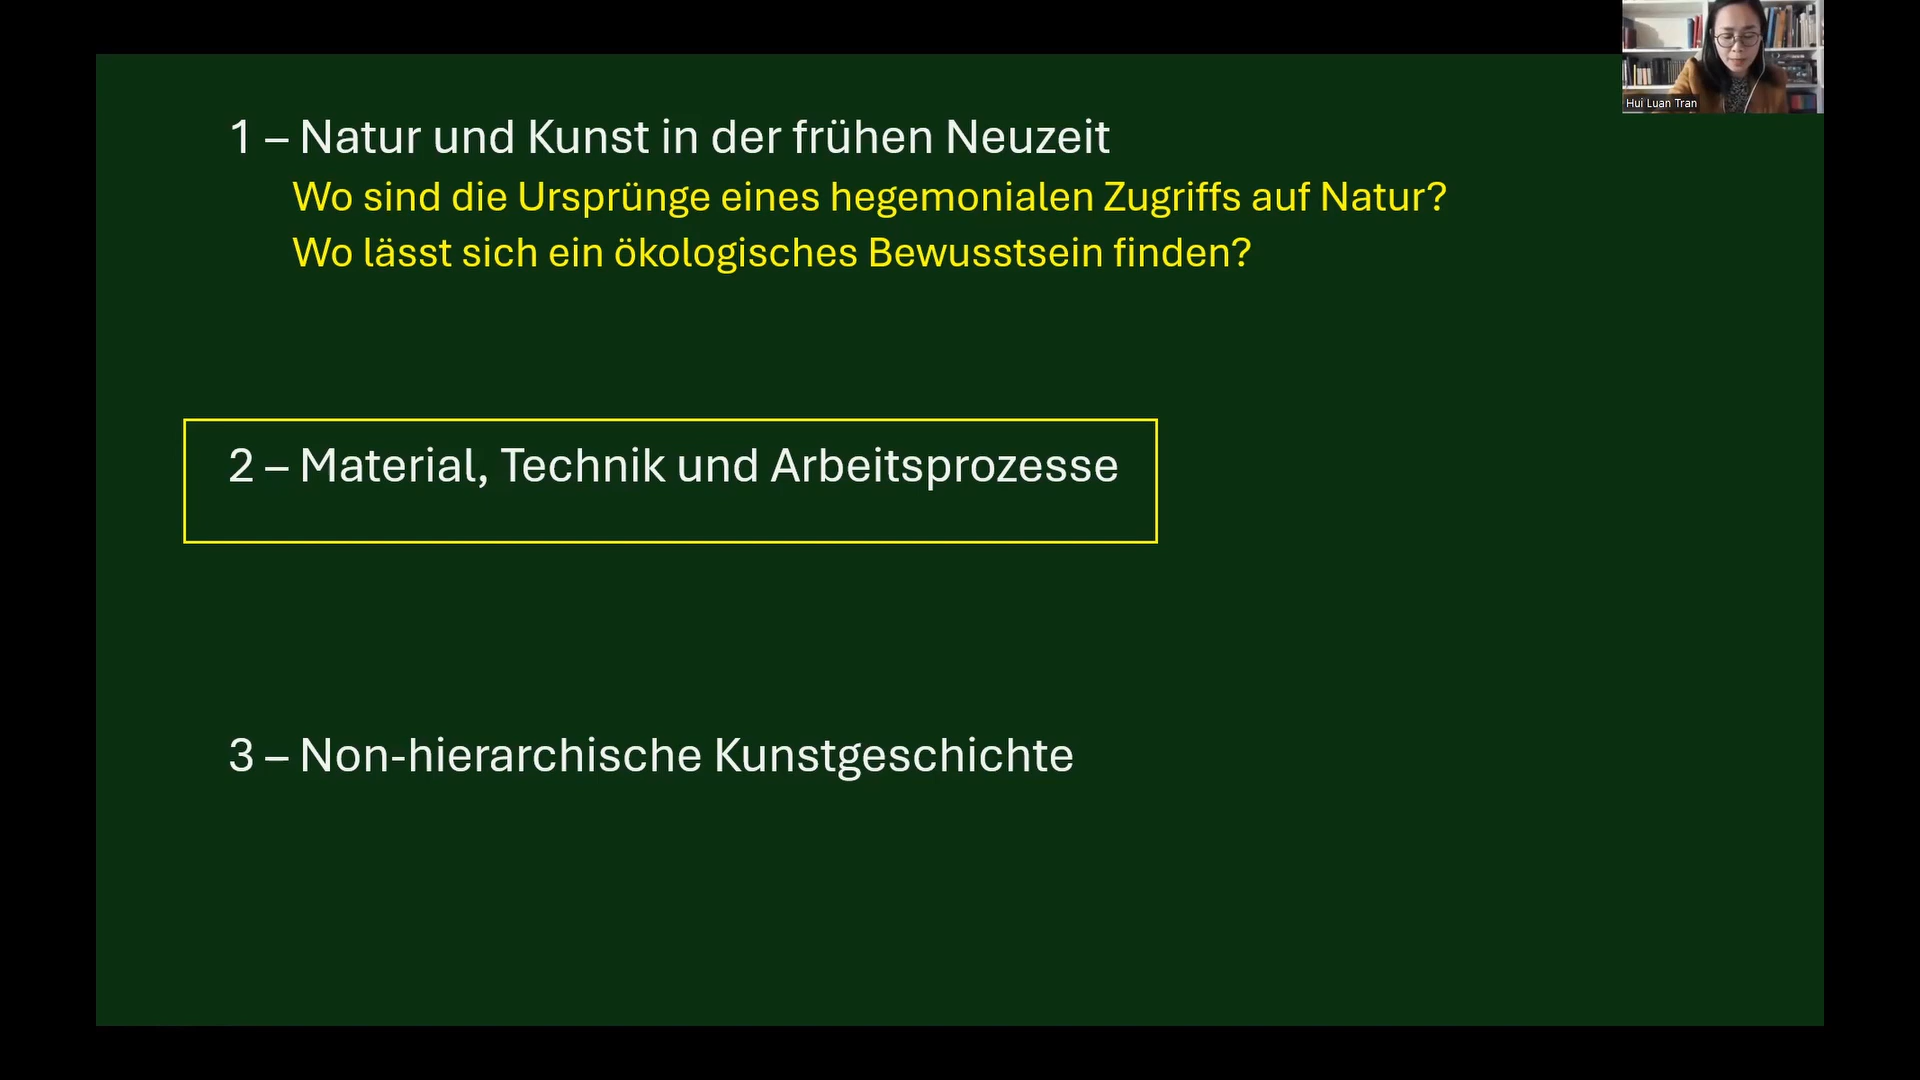 Hui Luan Tran
1 – Natur und Kunst in der frühen Neuzeit
Wo sind die Ursprünge eines hegemonialen Zugriffs auf Natur?
Wo lässt sich ein ökologisches Bewusstsein finden?
2 – Material, Technik und Arbeitsprozesse
3 – Non-hierarchische Kunstgeschichte